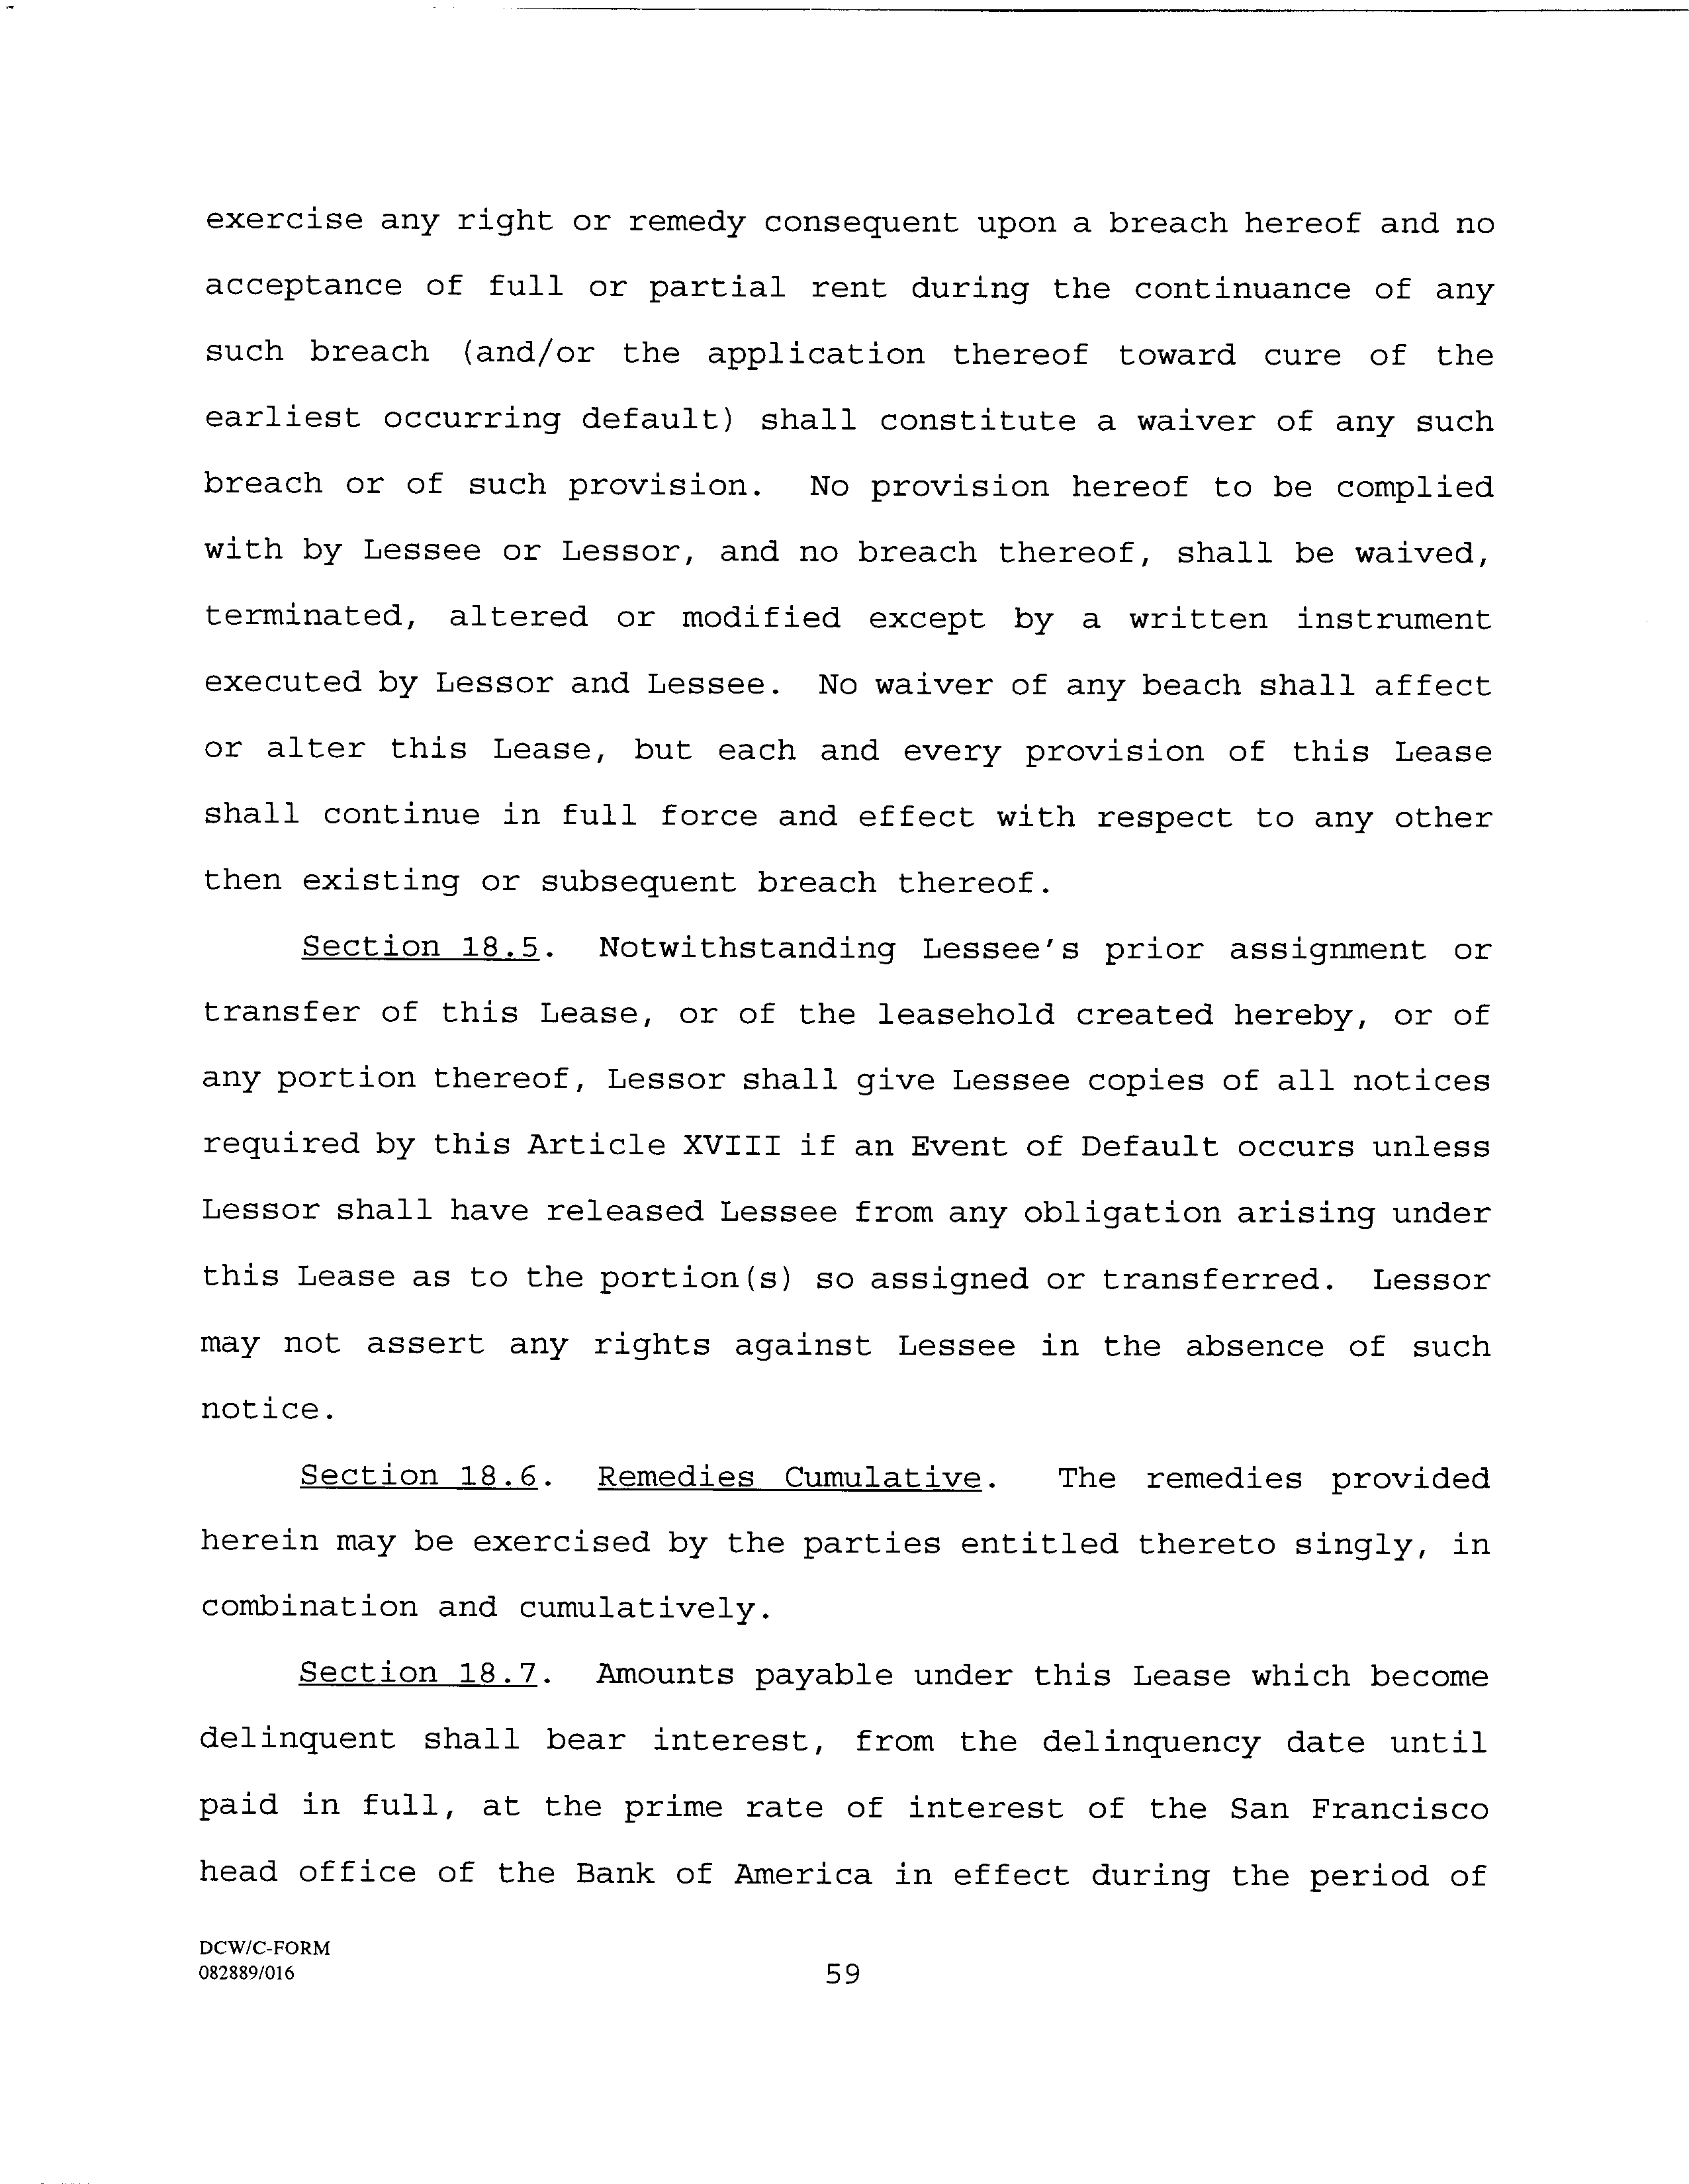 exercise any right or remedy consequent upon a breach hereof and no
acceptance of full or partial rent during the continuance of any
such breach (and/or the application thereof toward cure of the
earliest occurring default) shall constitute a waiver of any such
breach or of such provision. No provision hereof to be complied
with by Lessee or Lessor, and no breach thereof, shall be waived,
terminated, altered or modified except by a written instrument
executed by Lessor and Lessee. No waiver of any beach shall affect
or alter this Lease, but each and every provision of this Lease
shall continue in full force and effect with respect to any other
then existing or subsequent breach thereof.
Section 18.5. Notwithstanding Lessee's prior assignment or
transfer of this Lease, or of the leasehold created hereby, or of
any portion thereof, Lessor shall give Lessee copies of all notices
required by this Article XVIII if an Event of Default occurs unless
Lessor shall have released Lessee from any obligation arising under
this Lease as to the portion(s) so assigned or transferred. Lessor
may not assert any rights against Lessee in the absence of such
notice.
Section 18.6. Remedies Cumulative. The remedies provided
herein may be exercised by the parties entitled thereto singly, in
combination and cumulatively.
Section 18.7. Amounts payable under this Lease which become
delinquent shall bear interest, from the delinquency date until
paid in full, at the prime rate of interest of the San Francisco
head office of the Bank of America in effect during the period of
DCW/C-FORM
082889/016
59